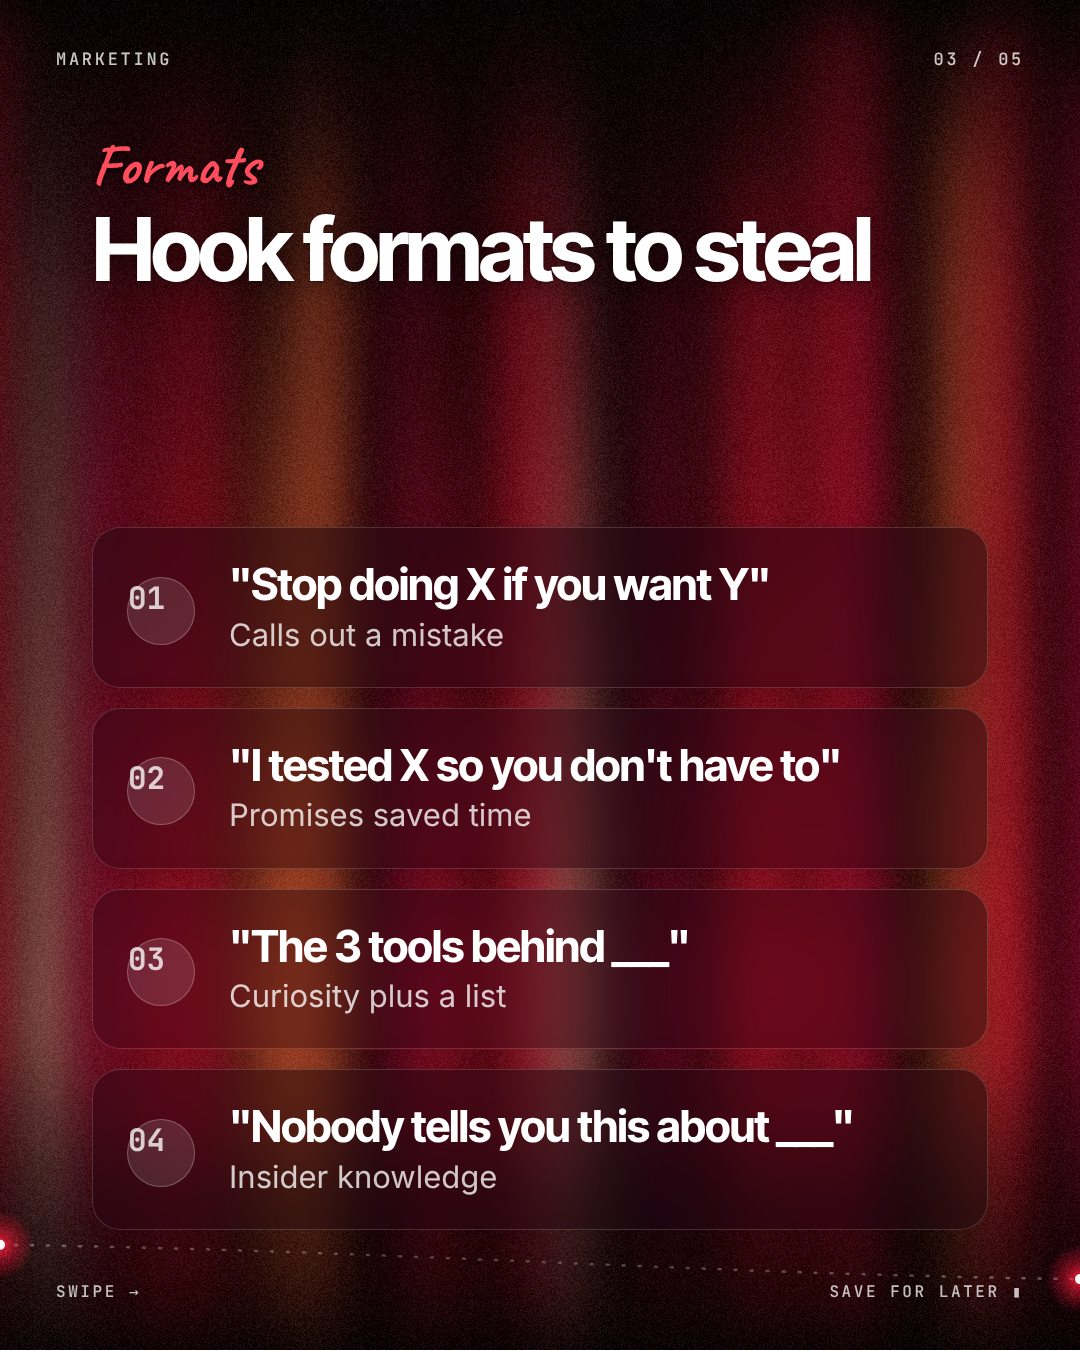 MARKETING
03 / 05
Formats
Hook formats to steal
01
"Stop doing X if you want Y"
Calls out a mistake
02
"I tested X so you don't have to"
Promises saved time
03
"The 3 tools behind ___"
Curiosity plus a list
04
"Nobody tells you this about ___"
Insider knowledge
SWIPE →
SAVE FOR LATER ▮